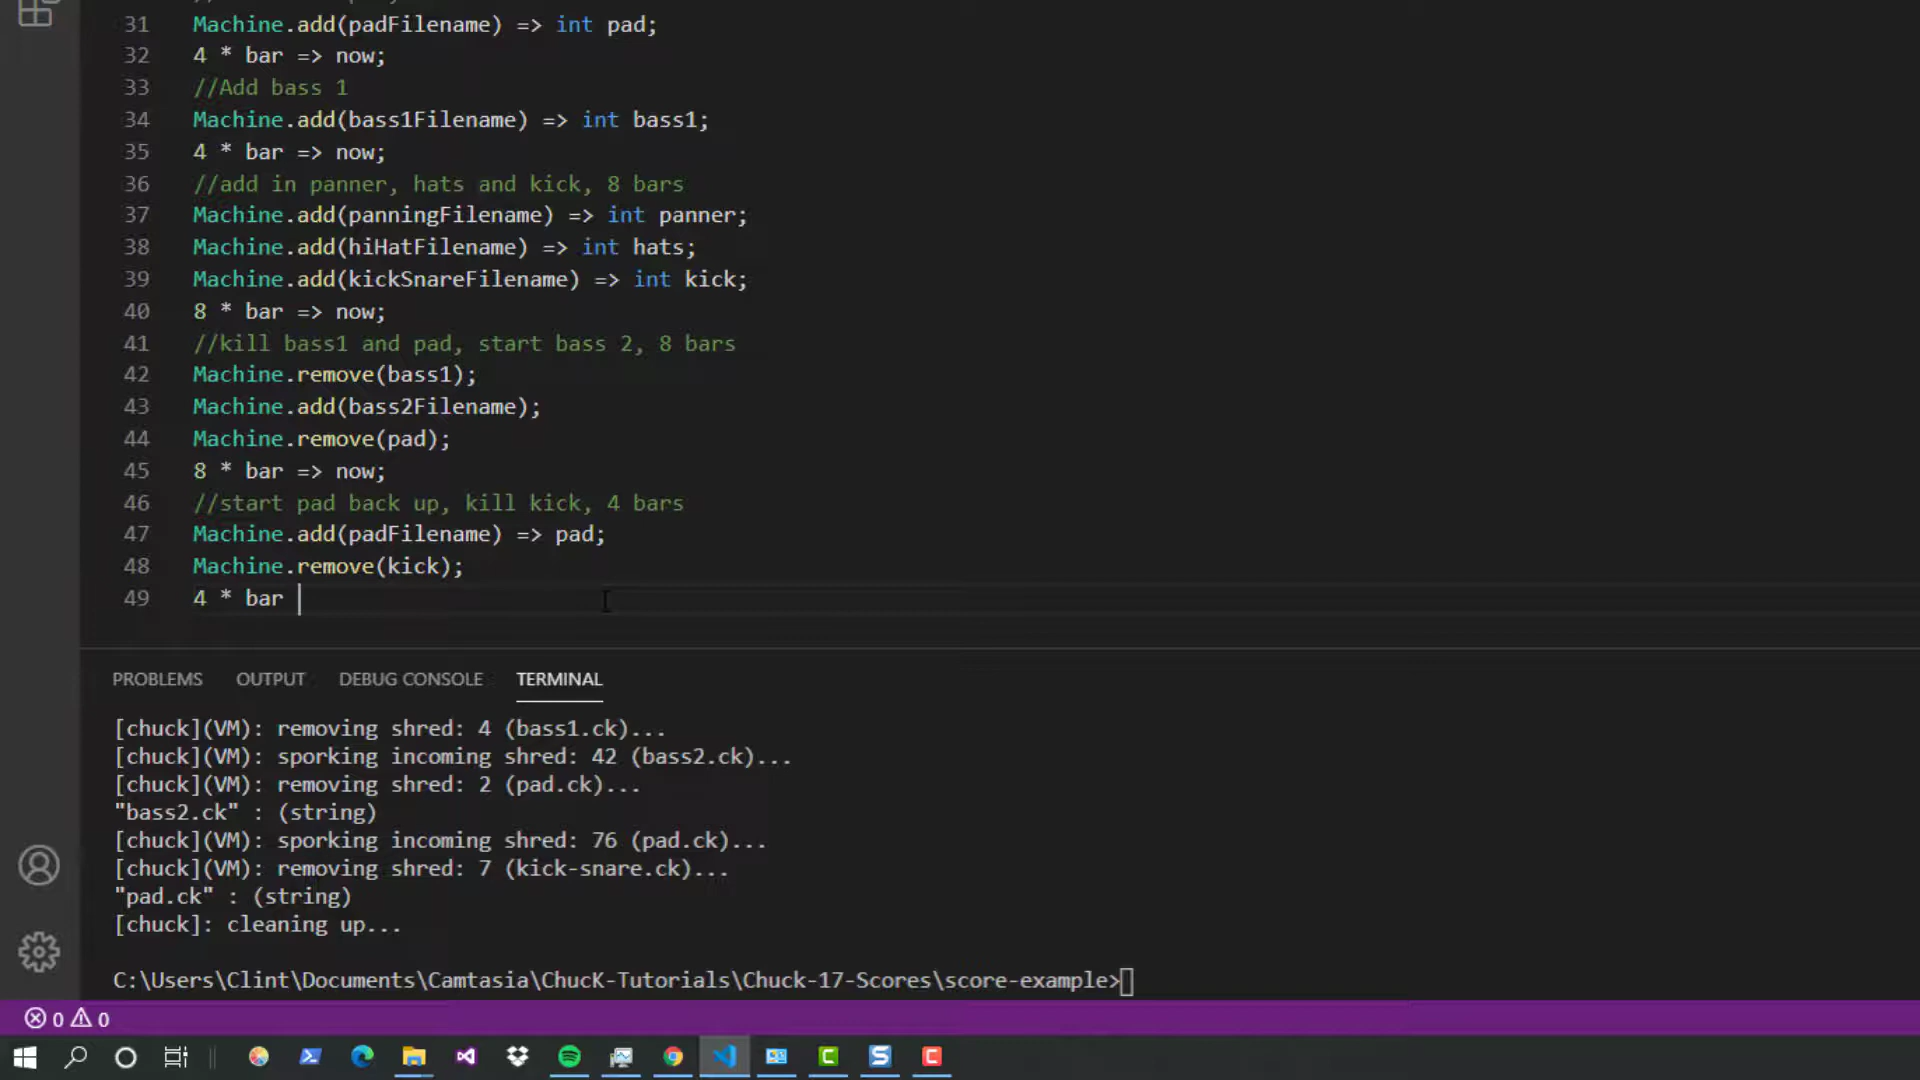 31 Machine.add(padFilename) => int pad;
32 4 * bar => now;
33 //Add bass 1
34 Machine.add(bass1Filename) => int bass1;
35 4 * bar => now;
36 //add in panner, hats and kick, 8 bars
37 Machine.add(panningFilename) => int panner;
38 Machine.add(hiHatFilename) => int hats;
39 Machine.add(kickSnareFilename) => int kick;
40 8 * bar => now;
41 //kill bass1 and pad, start bass 2, 8 bars
42 Machine.remove(bass1);
43 Machine.add(bass2Filename);
44 Machine.remove(pad);
45 8 * bar => now;
46 //start pad back up, kill kick, 4 bars
47 Machine.add(padFilename) => pad;
48 Machine.remove(kick);
49 4 * bar
PROBLEMS OUTPUT DEBUG CONSOLE TERMINAL
[chuck](VM): removing shred: 4 (bass1.ck)...
[chuck](VM): sporking incoming shred: 42 (bass2.ck)...
[chuck](VM): removing shred: 2 (pad.ck)...
"bass2.ck" : (string)
[chuck](VM): sporking incoming shred: 76 (pad.ck)...
[chuck](VM): removing shred: 7 (kick-snare.ck)...
"pad.ck" : (string)
[chuck]: cleaning up...
C:\Users\Clint\Documents\Camtasia\ChucK-Tutorials\Chuck-17-Scores\score-example>
0 0